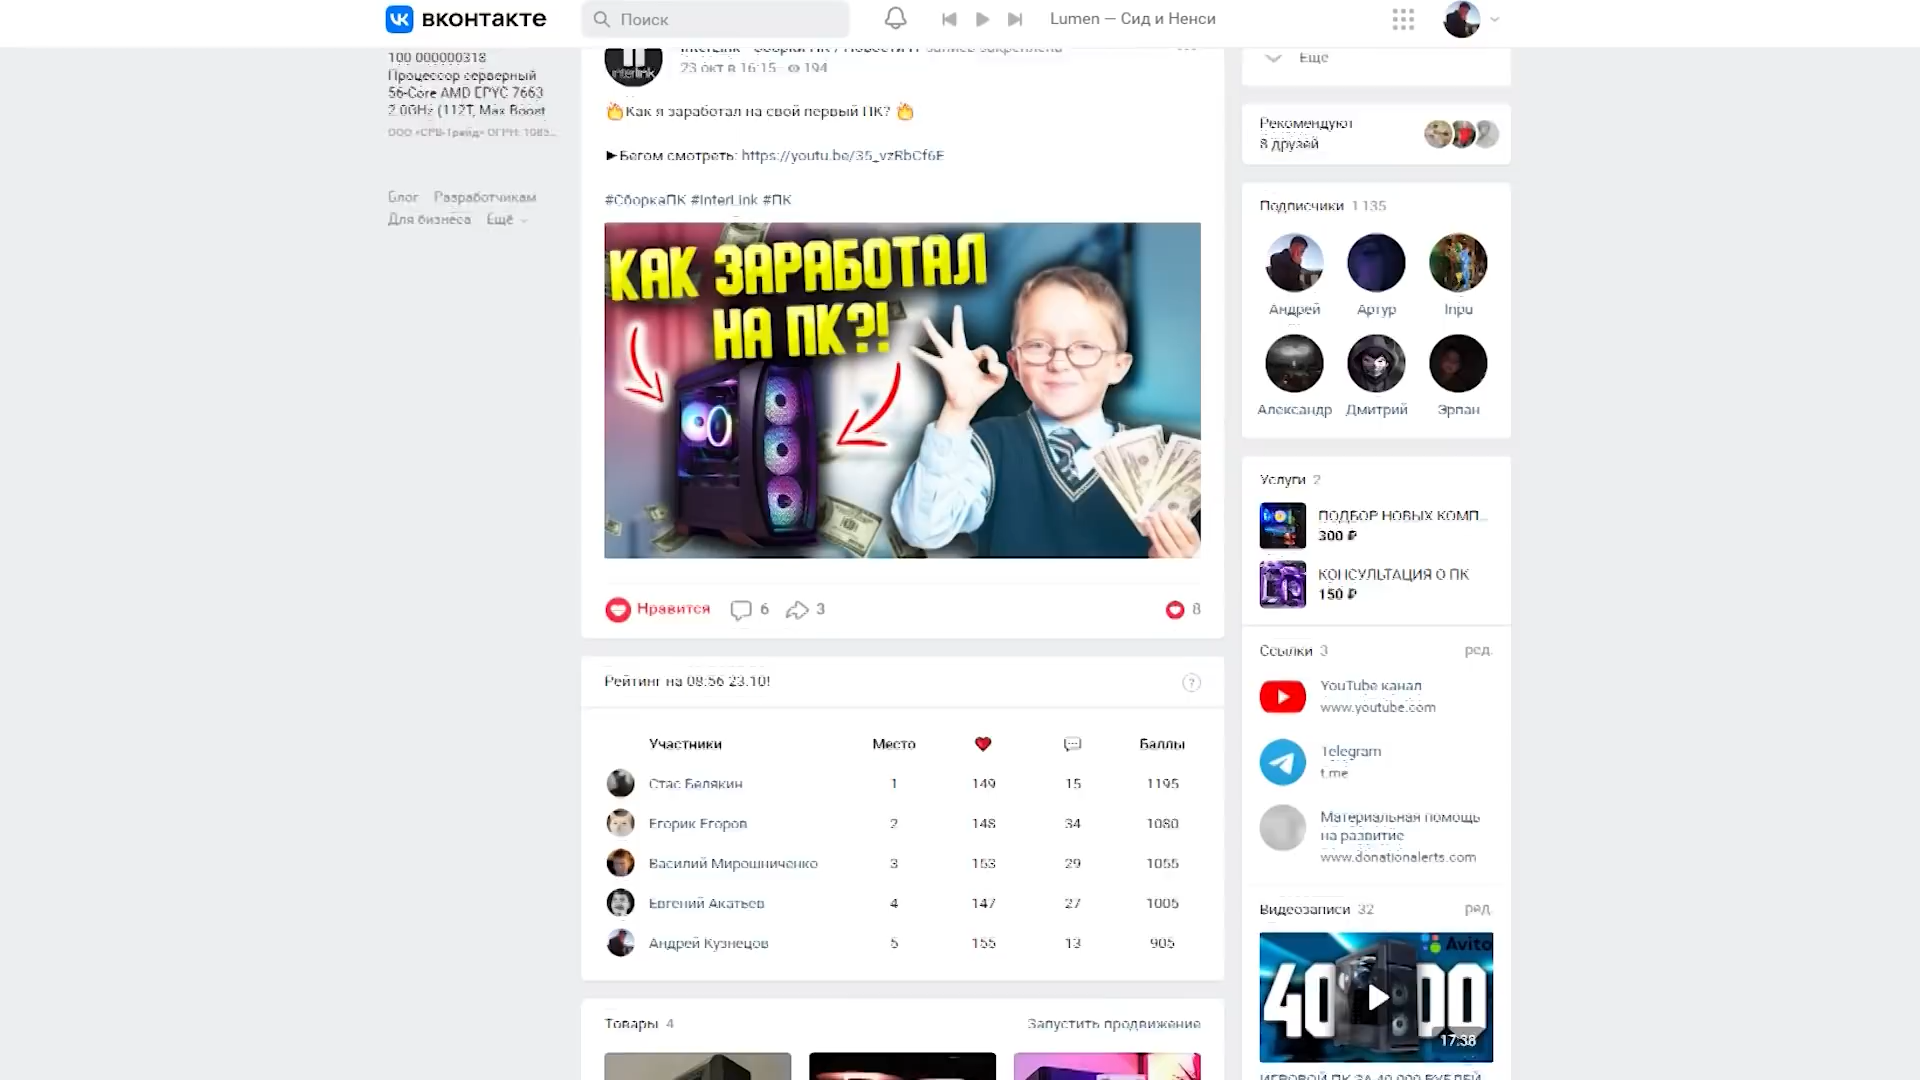 вконтакте
Поиск
Lumen — Сид и Ненси
100 000000318
Процессор серверный
56-Core AMD EPYC 7663
2.0GHz (112T, Max Boost
ООО «СРВ-Трейд» ОГРН: 1085...
Блог Разработчикам
Для бизнеса Ещё
InterLink - Сборки ПК / Новости IT запись закреплена
interlink
23 окт в 16:15 194
Как я заработал на свой первый ПК?
►Бегом смотреть: https://youtu.be/35_vzRbCf6E
#СборкаПК #InterLink #ПК
КАК ЗАРАБОТАЛ
НА ПК?!
Нравится 6 3 8
Рейтинг на 08:56 23.10!
Участники Место Баллы
Стас Белякин 1 149 15 1195
Егорик Егоров 2 148 34 1080
Василий Мирошниченко 3 153 29 1055
Евгений Акатьев 4 147 27 1005
Андрей Кузнецов 5 155 13 905
Товары 4 Запустить продвижение
Ещё
Рекомендуют
8 друзей
Подписчики 1 135
Андрей Артур Inpu
Александр Дмитрий Эрпан
Услуги 2
ПОДБОР НОВЫХ КОМП...
300 ₽
КОНСУЛЬТАЦИЯ О ПК
150 ₽
Ссылки 3 ред.
YouTube канал
www.youtube.com
Telegram
t.me
Материальная помощь
на развитие
www.donationalerts.com
Видеозаписи 32 ред.
Avito
17:38
ИГРОВОЙ ПК ЗА 40 000 РУБЛЕЙ